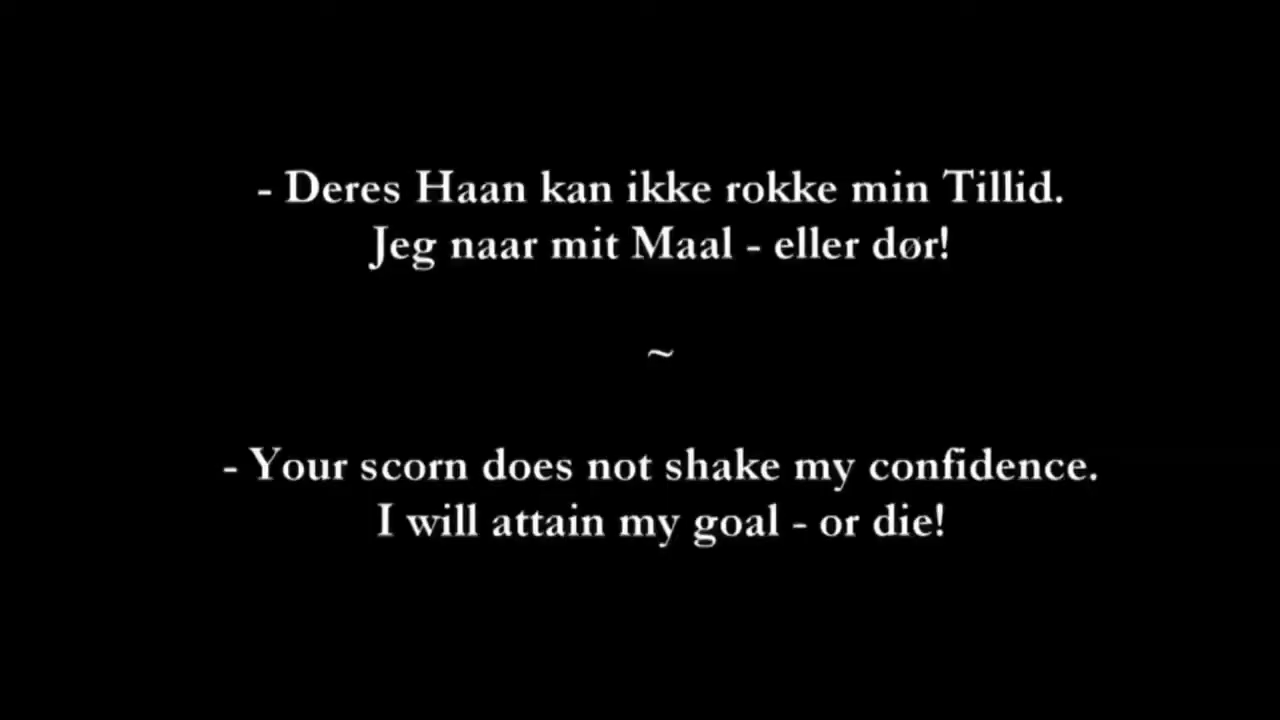 - Deres Haan kan ikke rokke min Tillid.
Jeg naar mit Maal - eller dør!
~
- Your scorn does not shake my confidence.
I will attain my goal - or die!